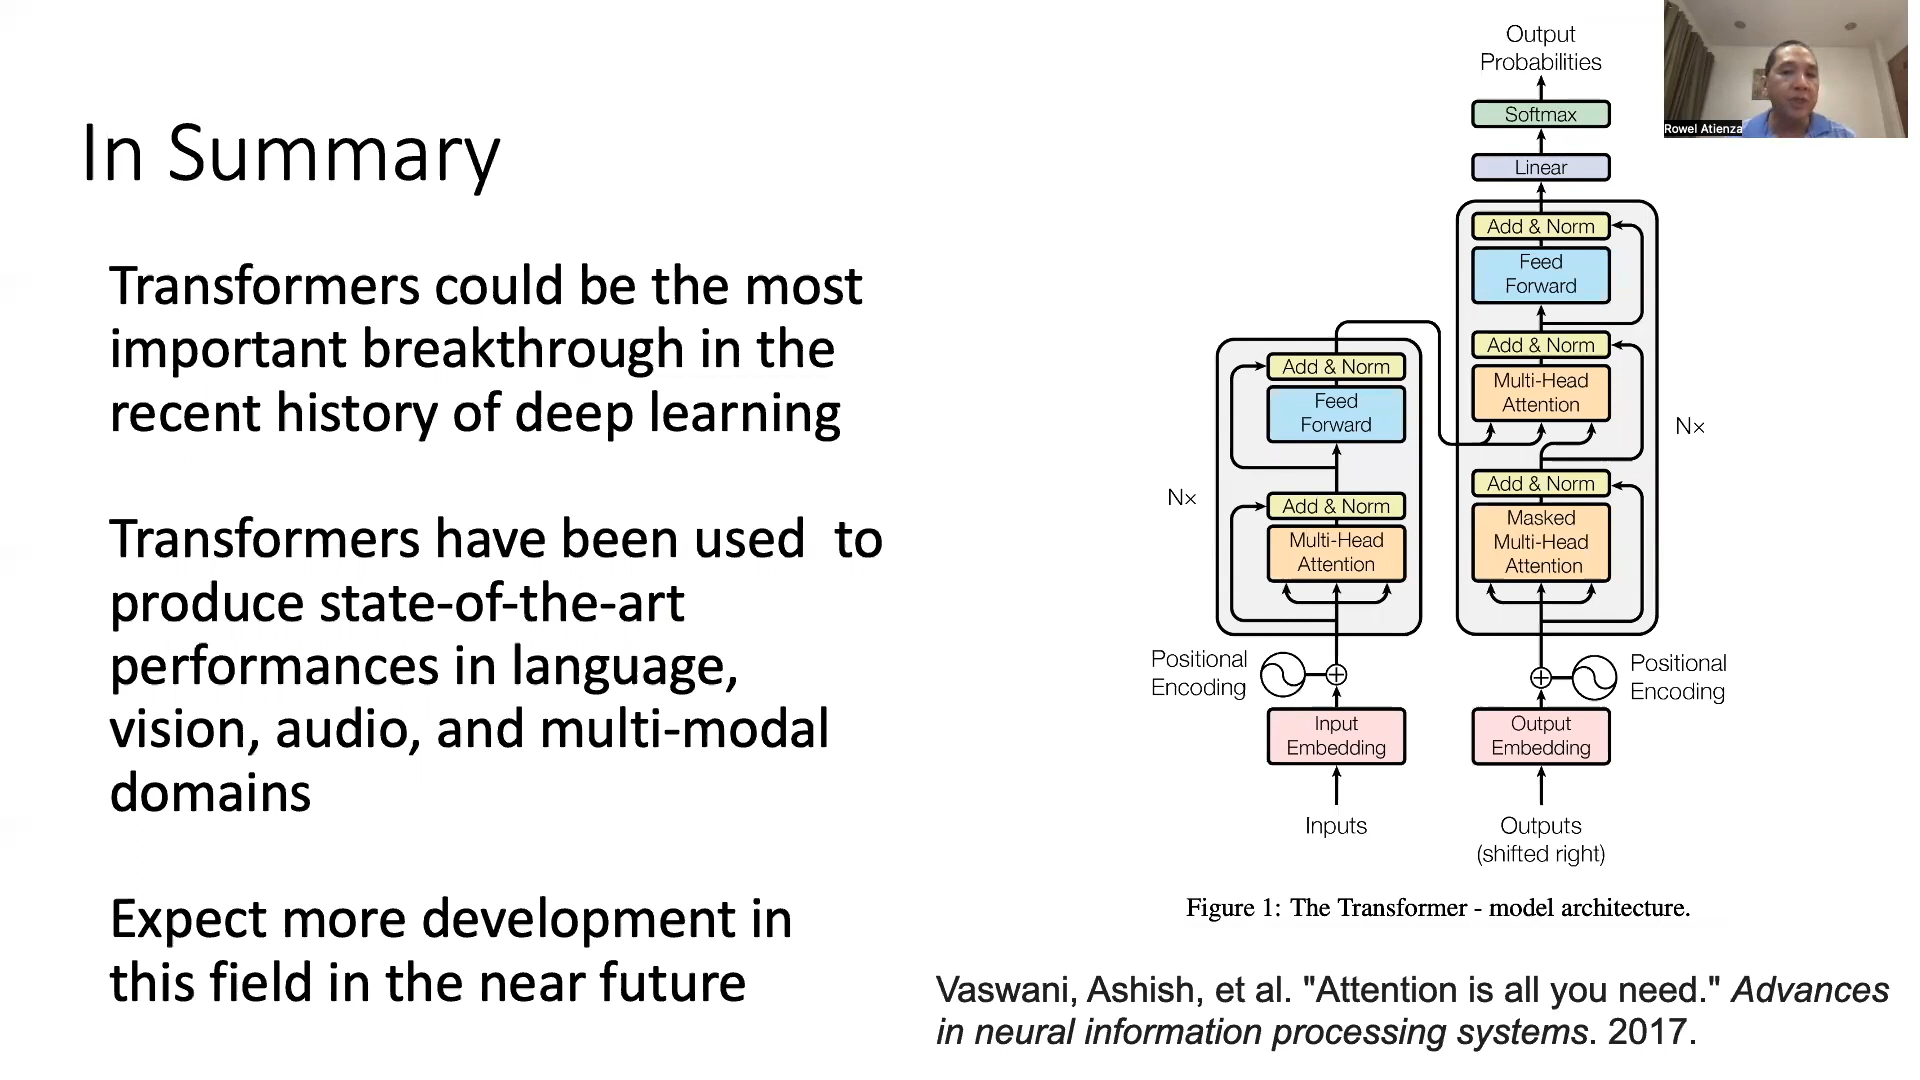 In Summary
Transformers could be the most
important breakthrough in the
recent history of deep learning
Transformers have been used  to
produce state-of-the-art
performances in language,
vision, audio, and multi-modal
domains
Expect more development in
this field in the near future
Output
Probabilities
Softmax
Linear
Add & Norm
Feed
Forward
Add & Norm
Multi-Head
Attention
Add & Norm
Masked
Multi-Head
Attention
Nx
Add & Norm
Feed
Forward
Add & Norm
Multi-Head
Attention
N×
Positional
Encoding
Positional
Encoding
Input
Embedding
Output
Embedding
Inputs
Outputs
(shifted right)
Figure 1: The Transformer - model architecture.
Vaswani, Ashish, et al. "Attention is all you need." Advances
in neural information processing systems. 2017.
Rowel Atienza